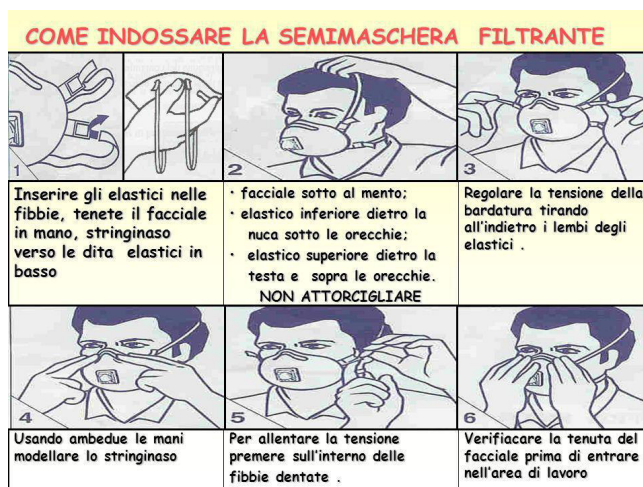 COME INDOSSARE LA SEMIMASCHERA FILTRANTE
1
Inserire gli elastici nelle
fibbie, tenete il facciale
in mano, stringinaso
verso le dita elastici in
basso
2
· facciale sotto al mento;
· elastico inferiore dietro la
nuca sotto le orecchie;
· elastico superiore dietro la
testa e sopra le orecchie.
NON ATTORCIGLIARE
3
Regolare la tensione della
bardatura tirando
all'indietro i lembi degli
elastici .
4
Usando ambedue le mani
modellare lo stringinaso
5
Per allentare la tensione
premere sull'interno delle
fibbie dentate .
6
Verifiacare la tenuta del
facciale prima di entrare
nell'area di lavoro